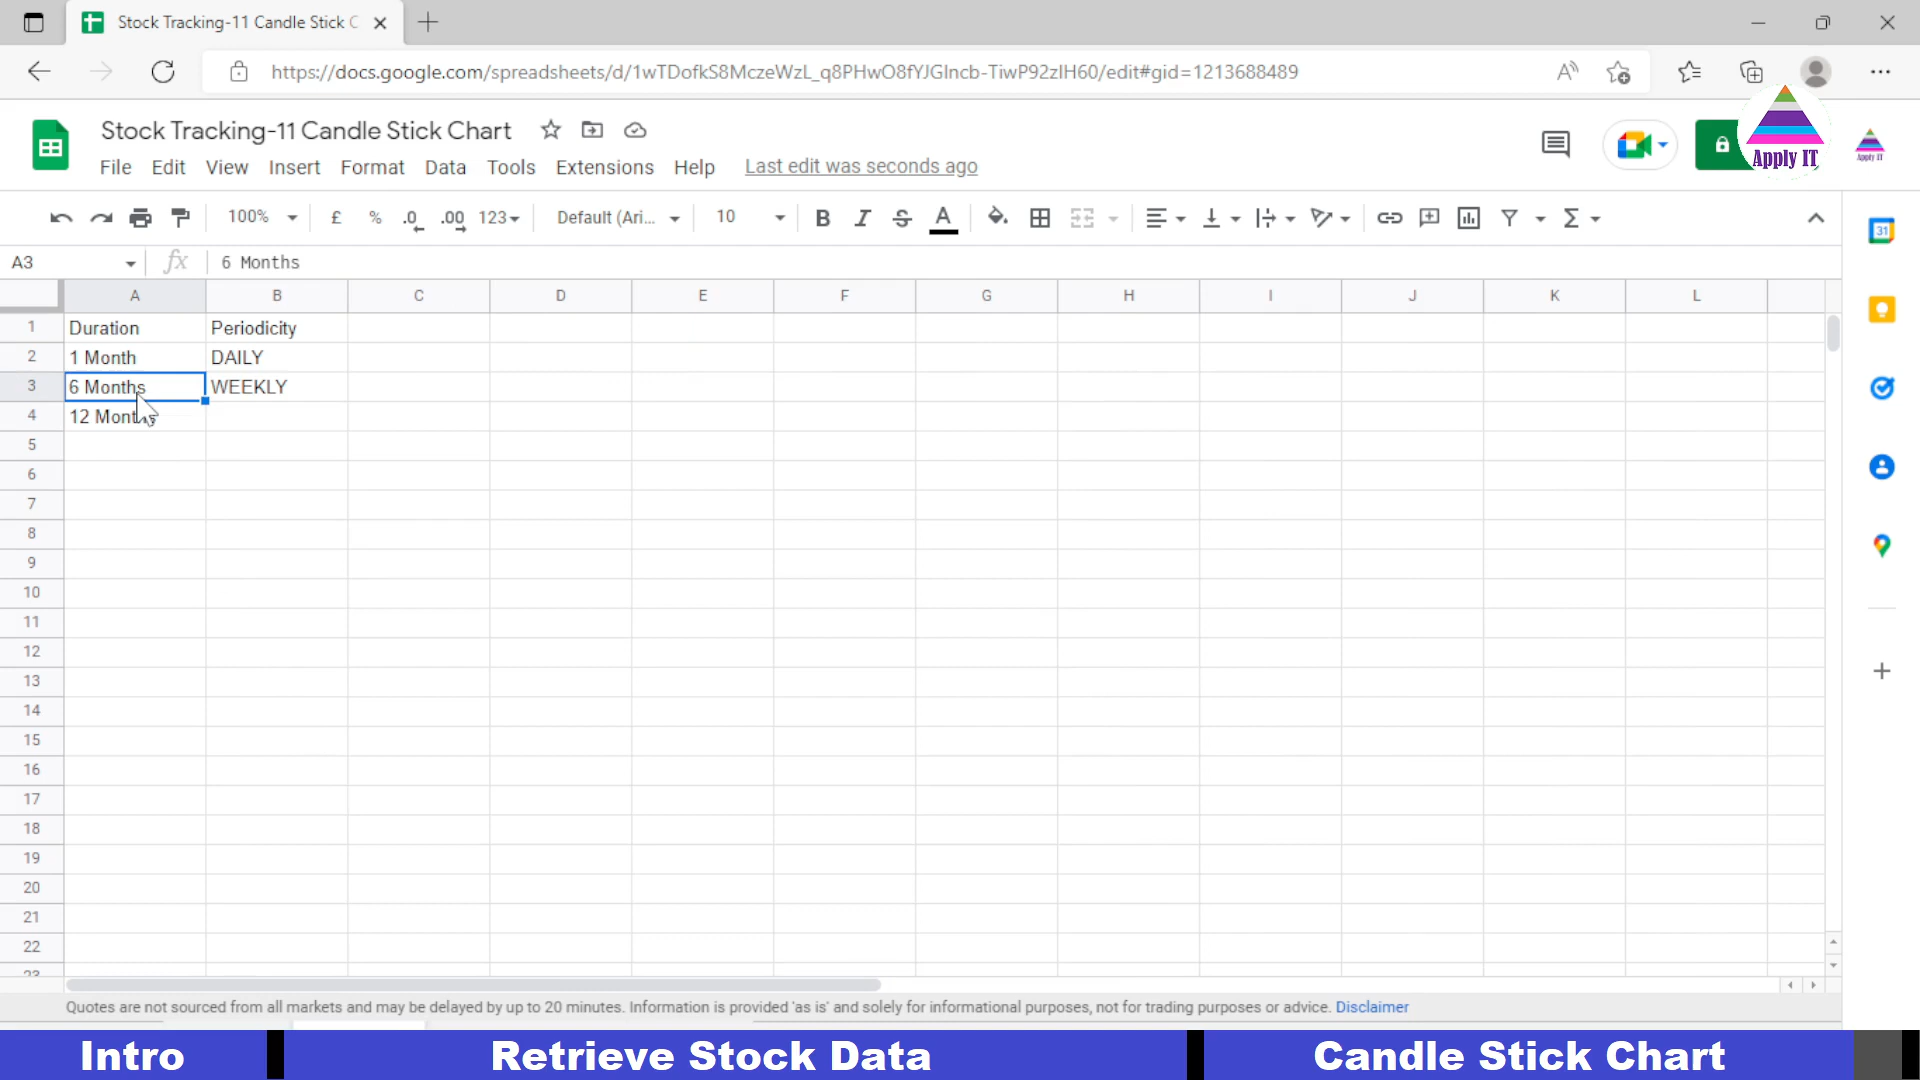 Stock Tracking-11 Candle Stick C
https://docs.google.com/spreadsheets/d/1wTDofkS8MczeWzL_q8PHwO8fYJGIncb-TiwP92zIH60/edit#gid=1213688489
Stock Tracking-11 Candle Stick Chart
File Edit View Insert Format Data Tools Extensions Help Last edit was seconds ago
Apply IT
Apply IT
100% £ % .0 .00 123 Default (Ari... 10 B I S A
31
A3 fx 6 Months
A B C D E F G H I J K L
1 Duration Periodicity
2 1 Month DAILY
3 6 Months WEEKLY
4 12 Months
5
6
7
8
9
10
11
12
13
14
15
16
17
18
19
20
21
22
23
Quotes are not sourced from all markets and may be delayed by up to 20 minutes. Information is provided 'as is' and solely for informational purposes, not for trading purposes or advice. Disclaimer
Intro Retrieve Stock Data Candle Stick Chart